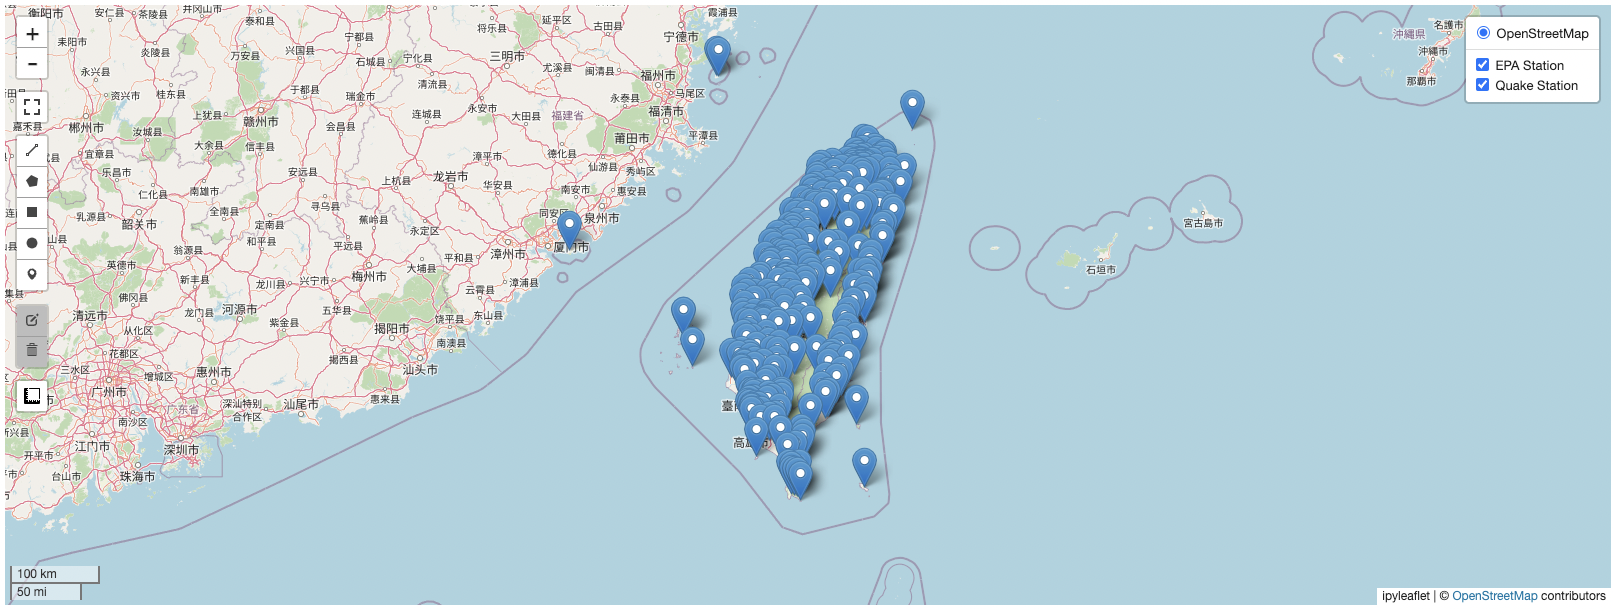 衡阳市
安仁县
茶陵县
井冈山市
泰和县
将乐县
延平区
古田县
霞浦县
宁德市
名護市
沖縄県
沖縄市
那覇市
OpenStreetMap
EPA Station
Quake Station
+
−
耒阳市
炎陵县
万安县
兴国县
宁都县
石城县
宁化县
三明市
尤溪县
闽清县
福州市
马尾区
永兴县
资兴市
桂东县
于都县
瑞金市
清流县
永安市
大田县
永泰县
福清市
福建省
嘉禾县
郴州市
汝城县
上犹县
赣州市
会昌县
连城县
莆田市
平潭县
宜章县
大余县
信丰县
漳平市
德化县
仙游县
秀屿区
乐昌市
安远县
上杭县
龙岩市
华安县
南安市
惠安县
仁化县
南雄市
乳源县
韶关市
全南县
定南县
寻乌县
蕉岭县
永定区
同安区
泉州市
宮古島市
翁源县
和平县
平远县
平和县
漳州市
厦门市
英德市
新丰县
龙川县
兴宁市
梅州市
大埔县
漳浦县
石垣市
佛冈县
云霄县
清远市
龙门县
河源市
五华县
饶平县
东山县
从化区
紫金县
揭阳市
南澳县
花都区
揭西县
三水区
增城区
惠州市
汕头市
广州市
惠来县
广东省
深汕特别
合作区
汕尾市
南沙区
江门市
深圳市
开平市
台山市
珠海市
100 km
50 mi
ipyleaflet | © OpenStreetMap contributors